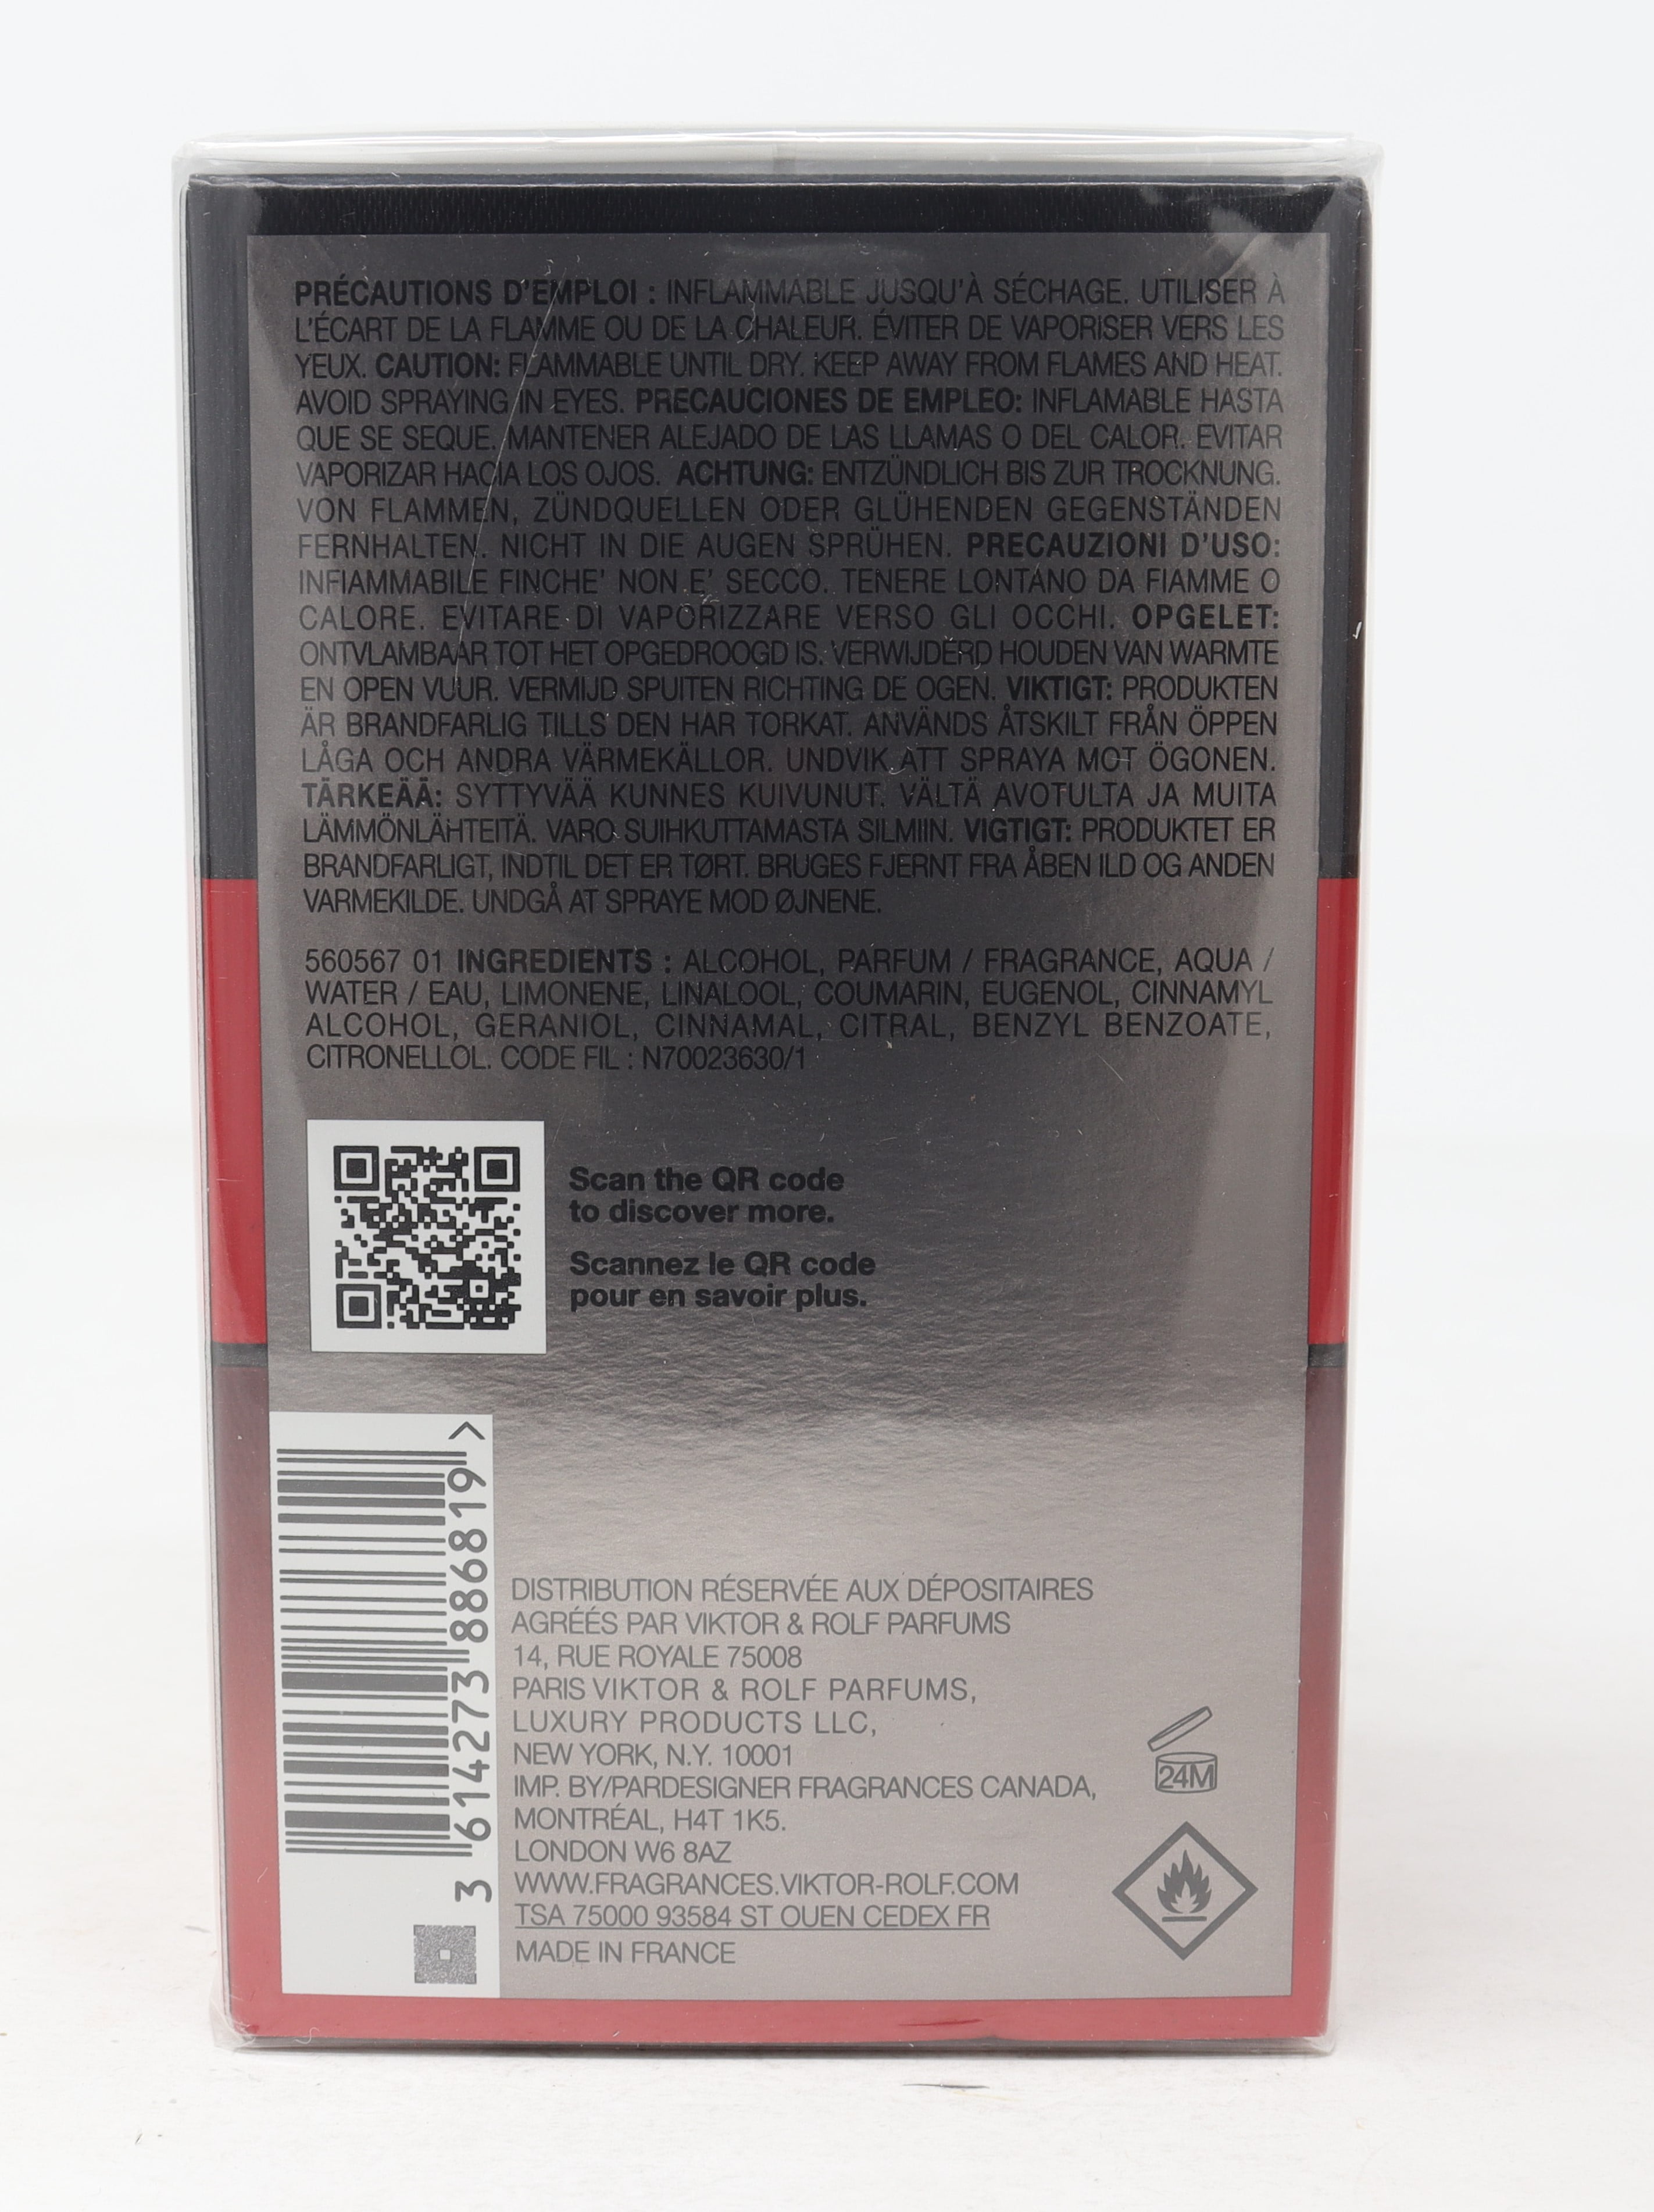 PRÉCAUTIONS D'EMPLOI : INFLAMMABLE JUSQU'À SÉCHAGE. UTILISER À
L'ÉCART DE LA FLAMME OU DE LA CHALEUR. ÉVITER DE VAPORISER VERS LES
YEUX. CAUTION: FLAMMABLE UNTIL DRY. KEEP AWAY FROM FLAMES AND HEAT.
AVOID SPRAYING IN EYES. PRECAUCIONES DE EMPLEO: INFLAMABLE HASTA
QUE SE SEQUE. MANTENER ALEJADO DE LAS LLAMAS O DEL CALOR. EVITAR
VAPORIZAR HACIA LOS OJOS. ACHTUNG: ENTZÜNDLICH BIS ZUR TROCKNUNG.
VON FLAMMEN, ZÜNDQUELLEN ODER GLÜHENDEN GEGENSTÄNDEN
FERNHALTEN. NICHT IN DIE AUGEN SPRÜHEN. PRECAUZIONI D'USO:
INFIAMMABILE FINCHE' NON E' SECCO. TENERE LONTANO DA FIAMME O
CALORE. EVITARE DI VAPORIZZARE VERSO GLI OCCHI. OPGELET:
ONTVLAMBAAR TOT HET OPGEDROOGD IS. VERWIJDERD HOUDEN VAN WARMTE
EN OPEN VUUR. VERMIJD SPUITEN RICHTING DE OGEN. VIKTIGT: PRODUKTEN
ÄR BRANDFARLIG TILLS DEN HAR TORKAT. ANVÄNDS ÅTSKILT FRÅN ÖPPEN
LÅGA OCH ANDRA VÄRMEKÄLLOR. UNDVIK ATT SPRAYA MOT ÖGONEN.
TÄRKEÄÄ: SYTTYVÄÄ KUNNES KUIVUNUT. VÄLTÄ AVOTULTA JA MUITA
LÄMMÖNLÄHTEITÄ. VARO SUIHKUTTAMASTA SILMIIN. VIGTIGT: PRODUKTET ER
BRANDFARLIGT, INDTIL DET ER TØRT. BRUGES FJERNT FRA ÅBEN ILD OG ANDEN
VARMEKILDE. UNDGÅ AT SPRAYE MOD ØJNENE.
560567 01 INGREDIENTS : ALCOHOL, PARFUM / FRAGRANCE, AQUA /
WATER / EAU, LIMONENE, LINALOOL, COUMARIN, EUGENOL, CINNAMYL
ALCOHOL, GERANIOL, CINNAMAL, CITRAL, BENZYL BENZOATE,
CITRONELLOL. CODE FIL : N70023630/1
Scan the QR code
to discover more.
Scannez le QR code
pour en savoir plus.
3 614273 886819 >
DISTRIBUTION RÉSERVÉE AUX DÉPOSITAIRES
AGRÉÉS PAR VIKTOR & ROLF PARFUMS
14, RUE ROYALE 75008
PARIS VIKTOR & ROLF PARFUMS,
LUXURY PRODUCTS LLC,
NEW YORK, N.Y. 10001
IMP. BY/PARDESIGNER FRAGRANCES CANADA,
MONTRÉAL, H4T 1K5.
LONDON W6 8AZ
WWW.FRAGRANCES.VIKTOR-ROLF.COM
TSA 75000 93584 ST OUEN CEDEX FR
MADE IN FRANCE
24M